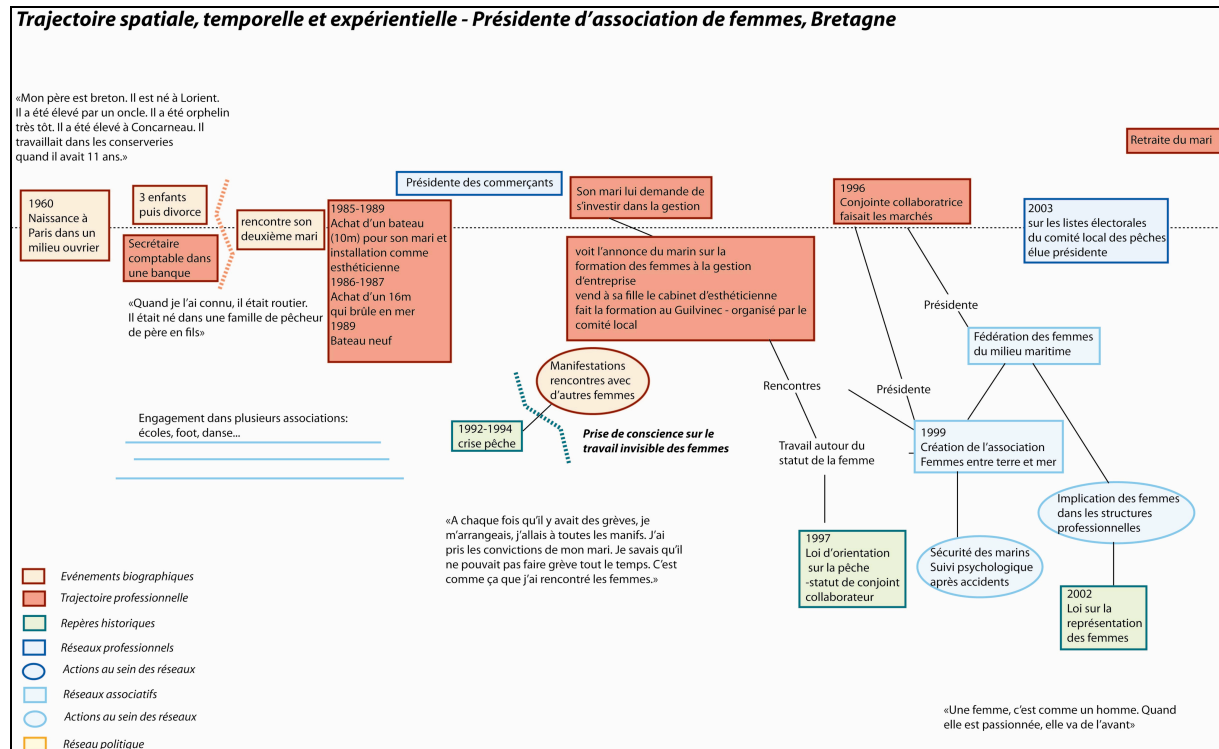 Trajectoire spatiale, temporelle et expérientielle - Présidente d'association de femmes, Bretagne
«Mon père est breton. Il est né à Lorient.
Il a été élevé par un oncle. Il a été orphelin
très tôt. Il a été élevé à Concarneau. Il
travaillait dans les conserveries
quand il avait 11 ans.»
Retraite du mari
1960
Naissance à
Paris dans un
milieu ouvrier
3 enfants
puis divorce
Secrétaire
comptable dans
une banque
rencontre son
deuxième mari
«Quand je l'ai connu, il était routier.
Il était né dans une famille de pêcheur
de père en fils»
1985-1989
Achat d'un bateau
(10m) pour son mari et
installation comme
esthéticienne
1986-1987
Achat d'un 16m
qui brûle en mer
1989
Bateau neuf
Présidente des commerçants
Son mari lui demande de
s'investir dans la gestion
voit l'annonce du marin sur la
formation des femmes à la gestion
d'entreprise
vend à sa fille le cabinet d'esthéticienne
fait la formation au Guilvinec - organisé par le
comité local
1996
Conjointe collaboratrice
faisait les marchés
2003
sur les listes électorales
du comité local des pêches
élue présidente
Présidente
Fédération des femmes
du milieu maritime
Manifestations
rencontres avec
d'autres femmes
Rencontres
Présidente
Engagement dans plusieurs associations:
écoles, foot, danse...
1992-1994
crise pêche
Prise de conscience sur le
travail invisible des femmes
Travail autour du
statut de la femme
1999
Création de l'association
Femmes entre terre et mer
Implication des femmes
dans les structures
professionnelles
«A chaque fois qu'il y avait des grèves, je
m'arrangeais, j'allais à toutes les manifs. J'ai
pris les convictions de mon mari. Je savais qu'il
ne pouvait pas faire grève tout le temps. C'est
comme ça que j'ai rencontré les femmes.»
1997
Loi d'orientation
sur la pêche
-statut de conjoint
collaborateur
Sécurité des marins
Suivi psychologique
après accidents
2002
Loi sur la
représentation
des femmes
Evénements biographiques
Trajectoire professionnelle
Repères historiques
Réseaux professionnels
Actions au sein des réseaux
Réseaux associatifs
Actions au sein des réseaux
Réseau politique
«Une femme, c'est comme un homme. Quand
elle est passionnée, elle va de l'avant»